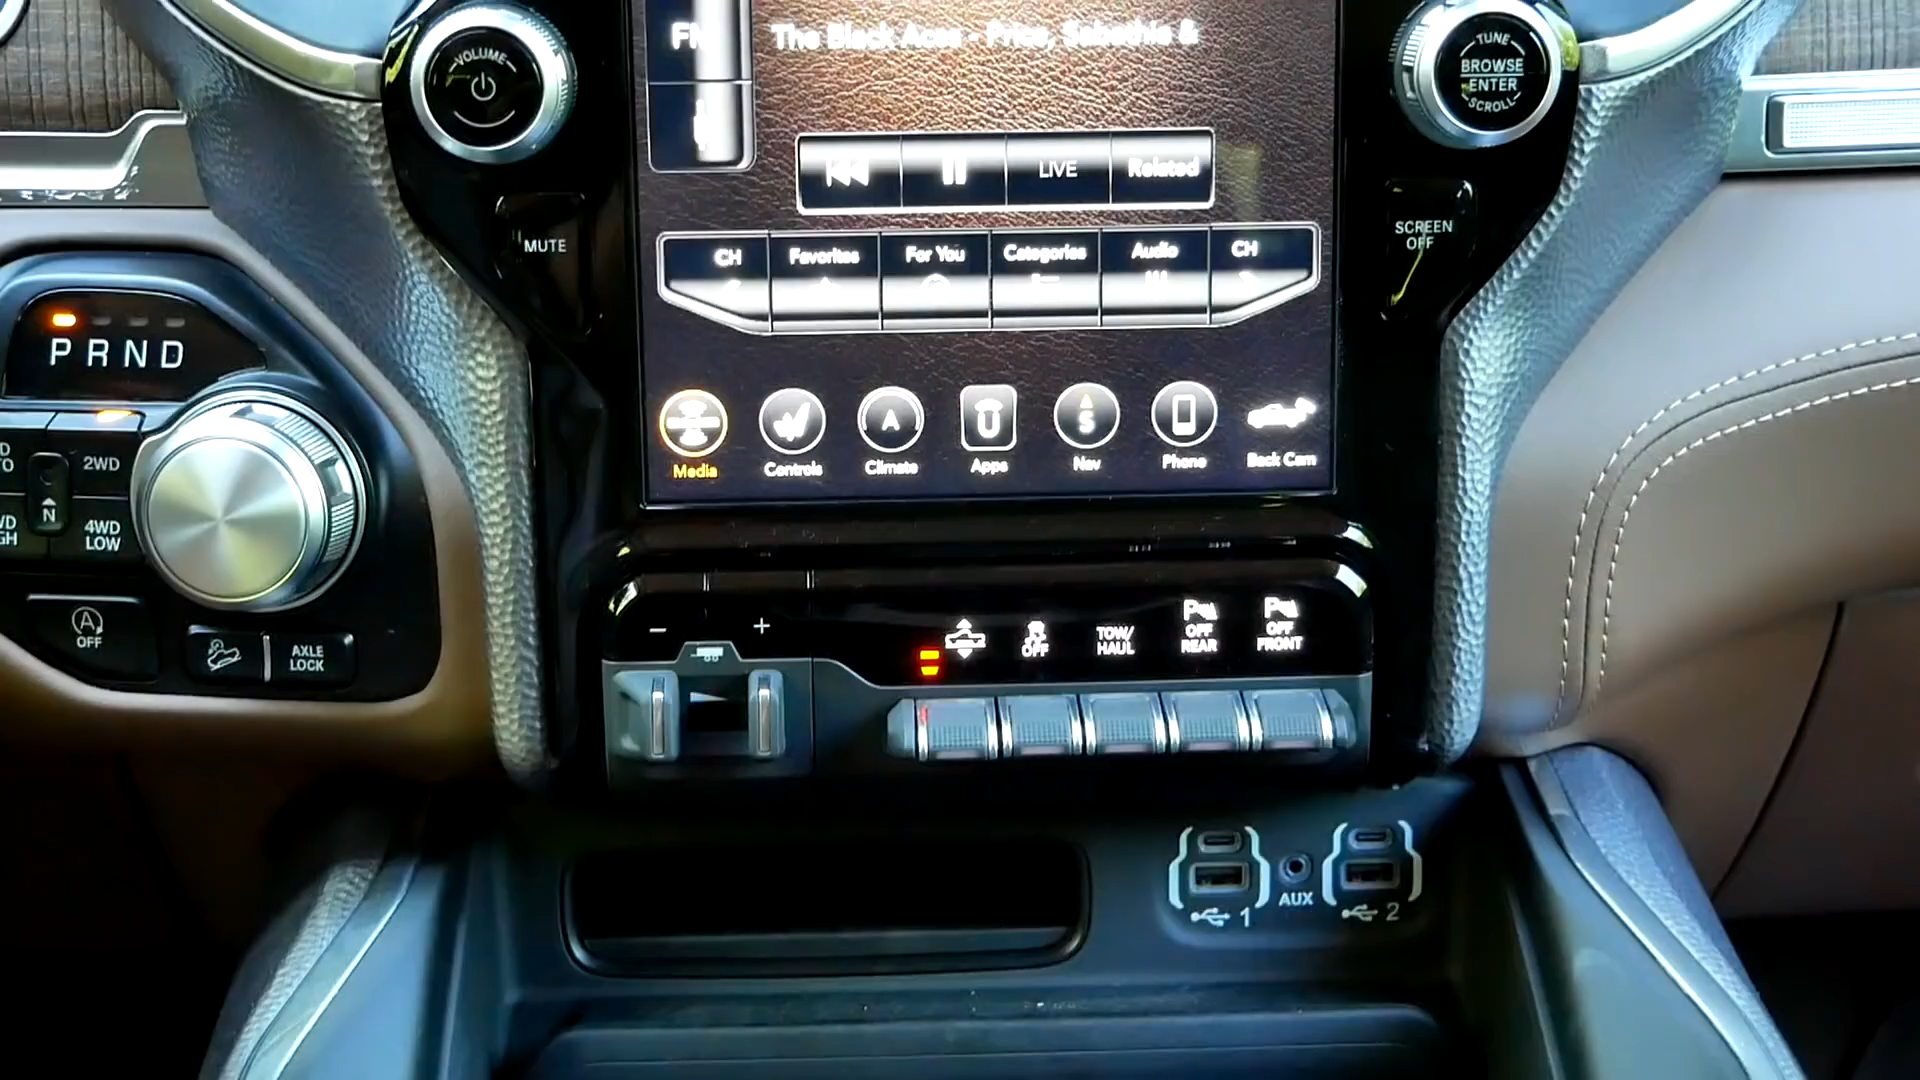 VOLUME
MUTE
P R N D
2WD
N
4WD
LOW
OFF
AXLE
LOCK
The Black Aces - Price, Sabathia &
LIVE
Related
CH
Favorites
For You
Categories
Audio
CH
Media
Controls
A
Climate
Apps
S
Nav
Phone
Back Cam
TUNE
BROWSE
ENTER
SCROLL
SCREEN
OFF
− +
OFF
TOW/
HAUL
P
OFF
REAR
P
OFF
FRONT
1
AUX
2